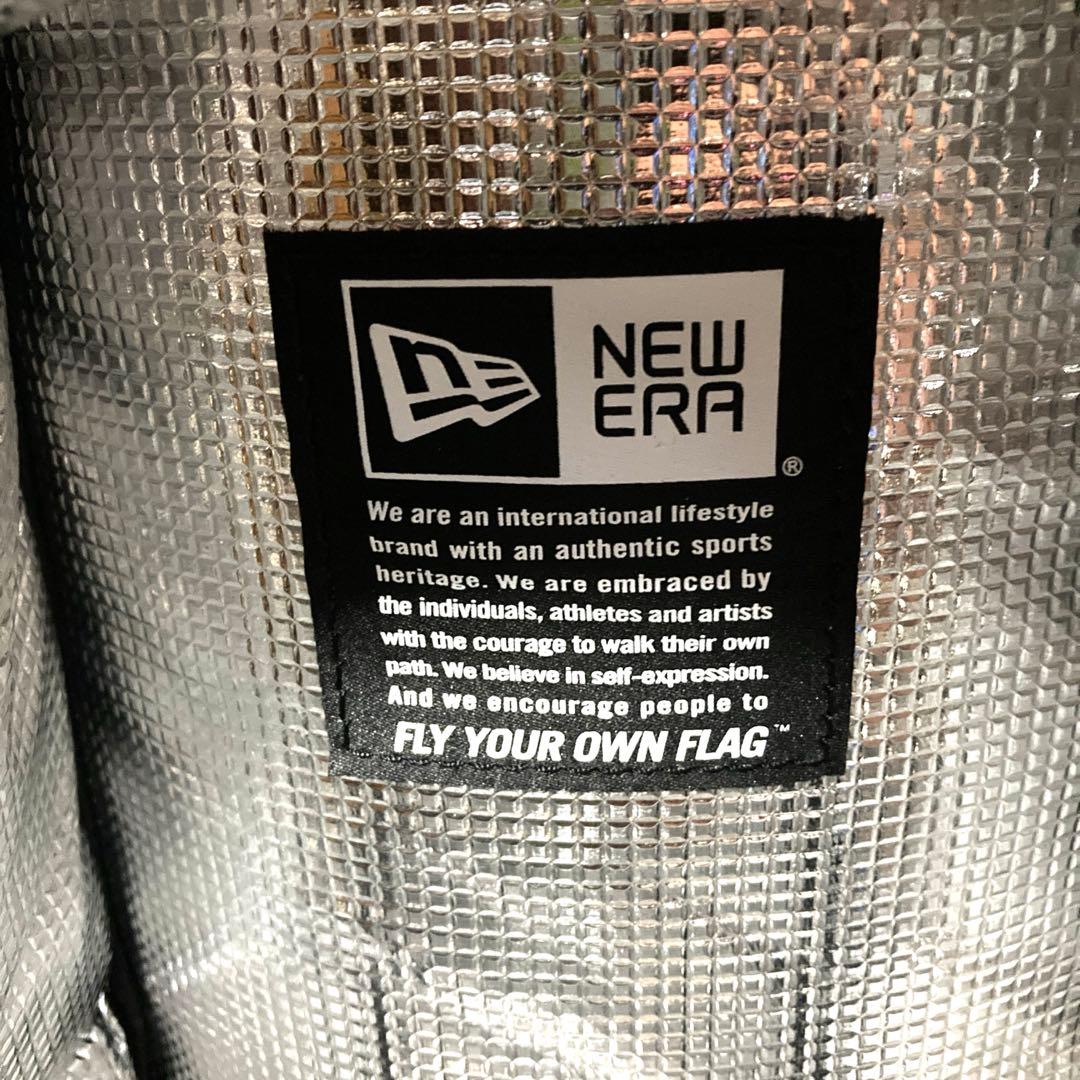 NEW
ERA
®
We are an international lifestyle
brand with an authentic sports
heritage. We are embraced by
the individuals, athletes and artists
with the courage to walk their own
path. We believe in self-expression.
And we encourage people to
FLY YOUR OWN FLAG™